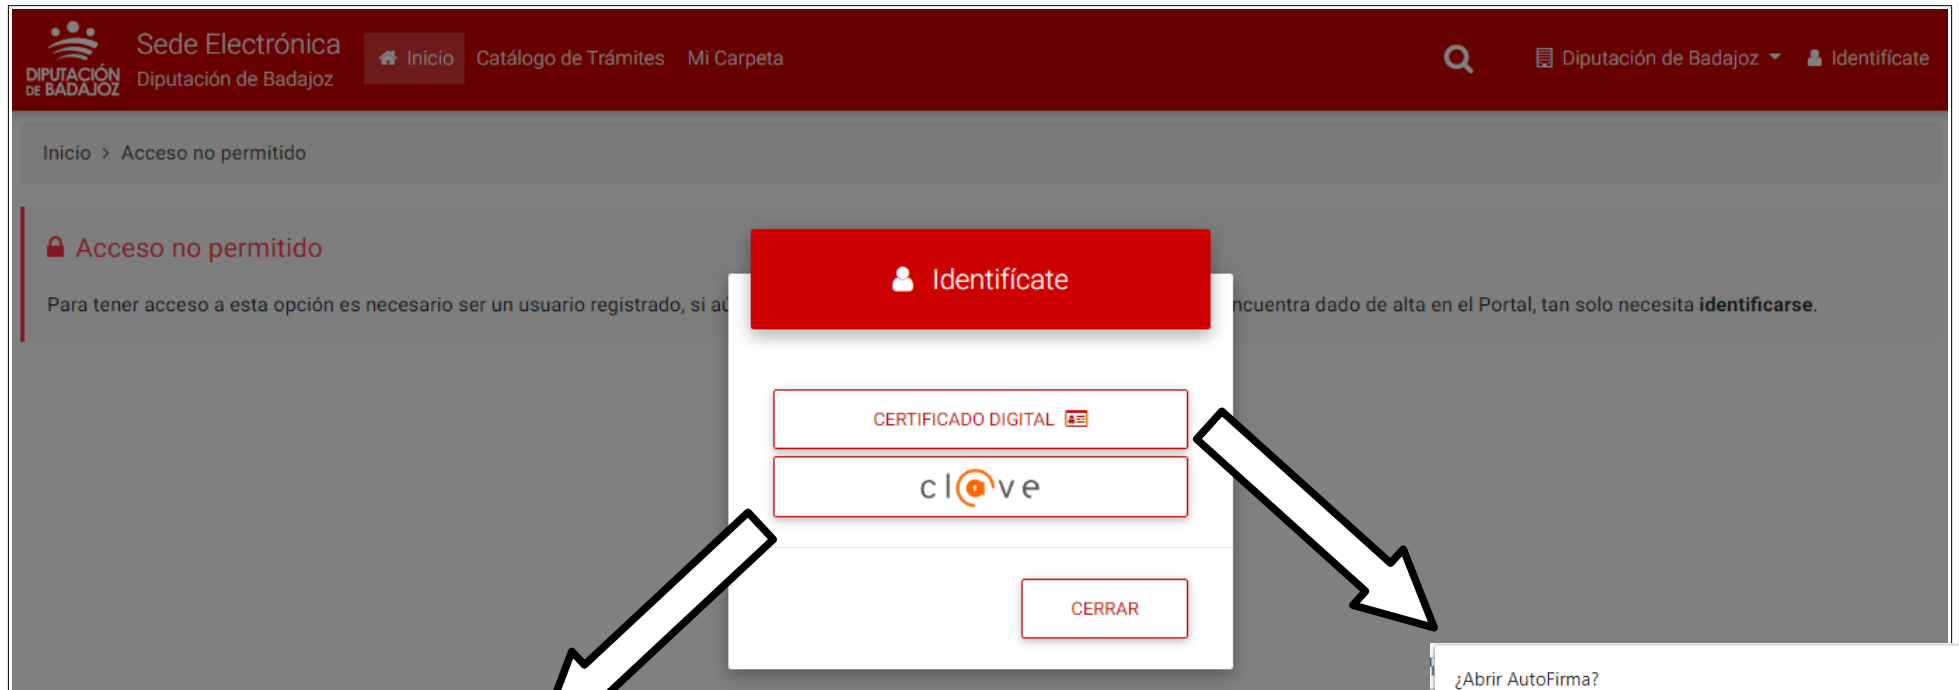 DIPUTACIÓN
DE BADAJOZ
Sede Electrónica
Diputación de Badajoz
Inicio
Catálogo de Trámites
Mi Carpeta
Diputación de Badajoz
Identifícate
Inicio > Acceso no permitido
Acceso no permitido
Para tener acceso a esta opción es necesario ser un usuario registrado, si
ncuentra dado de alta en el Portal, tan solo necesita identificarse.
Identifícate
CERTIFICADO DIGITAL
cl@ve
CERRAR
¿Abrir AutoFirma?